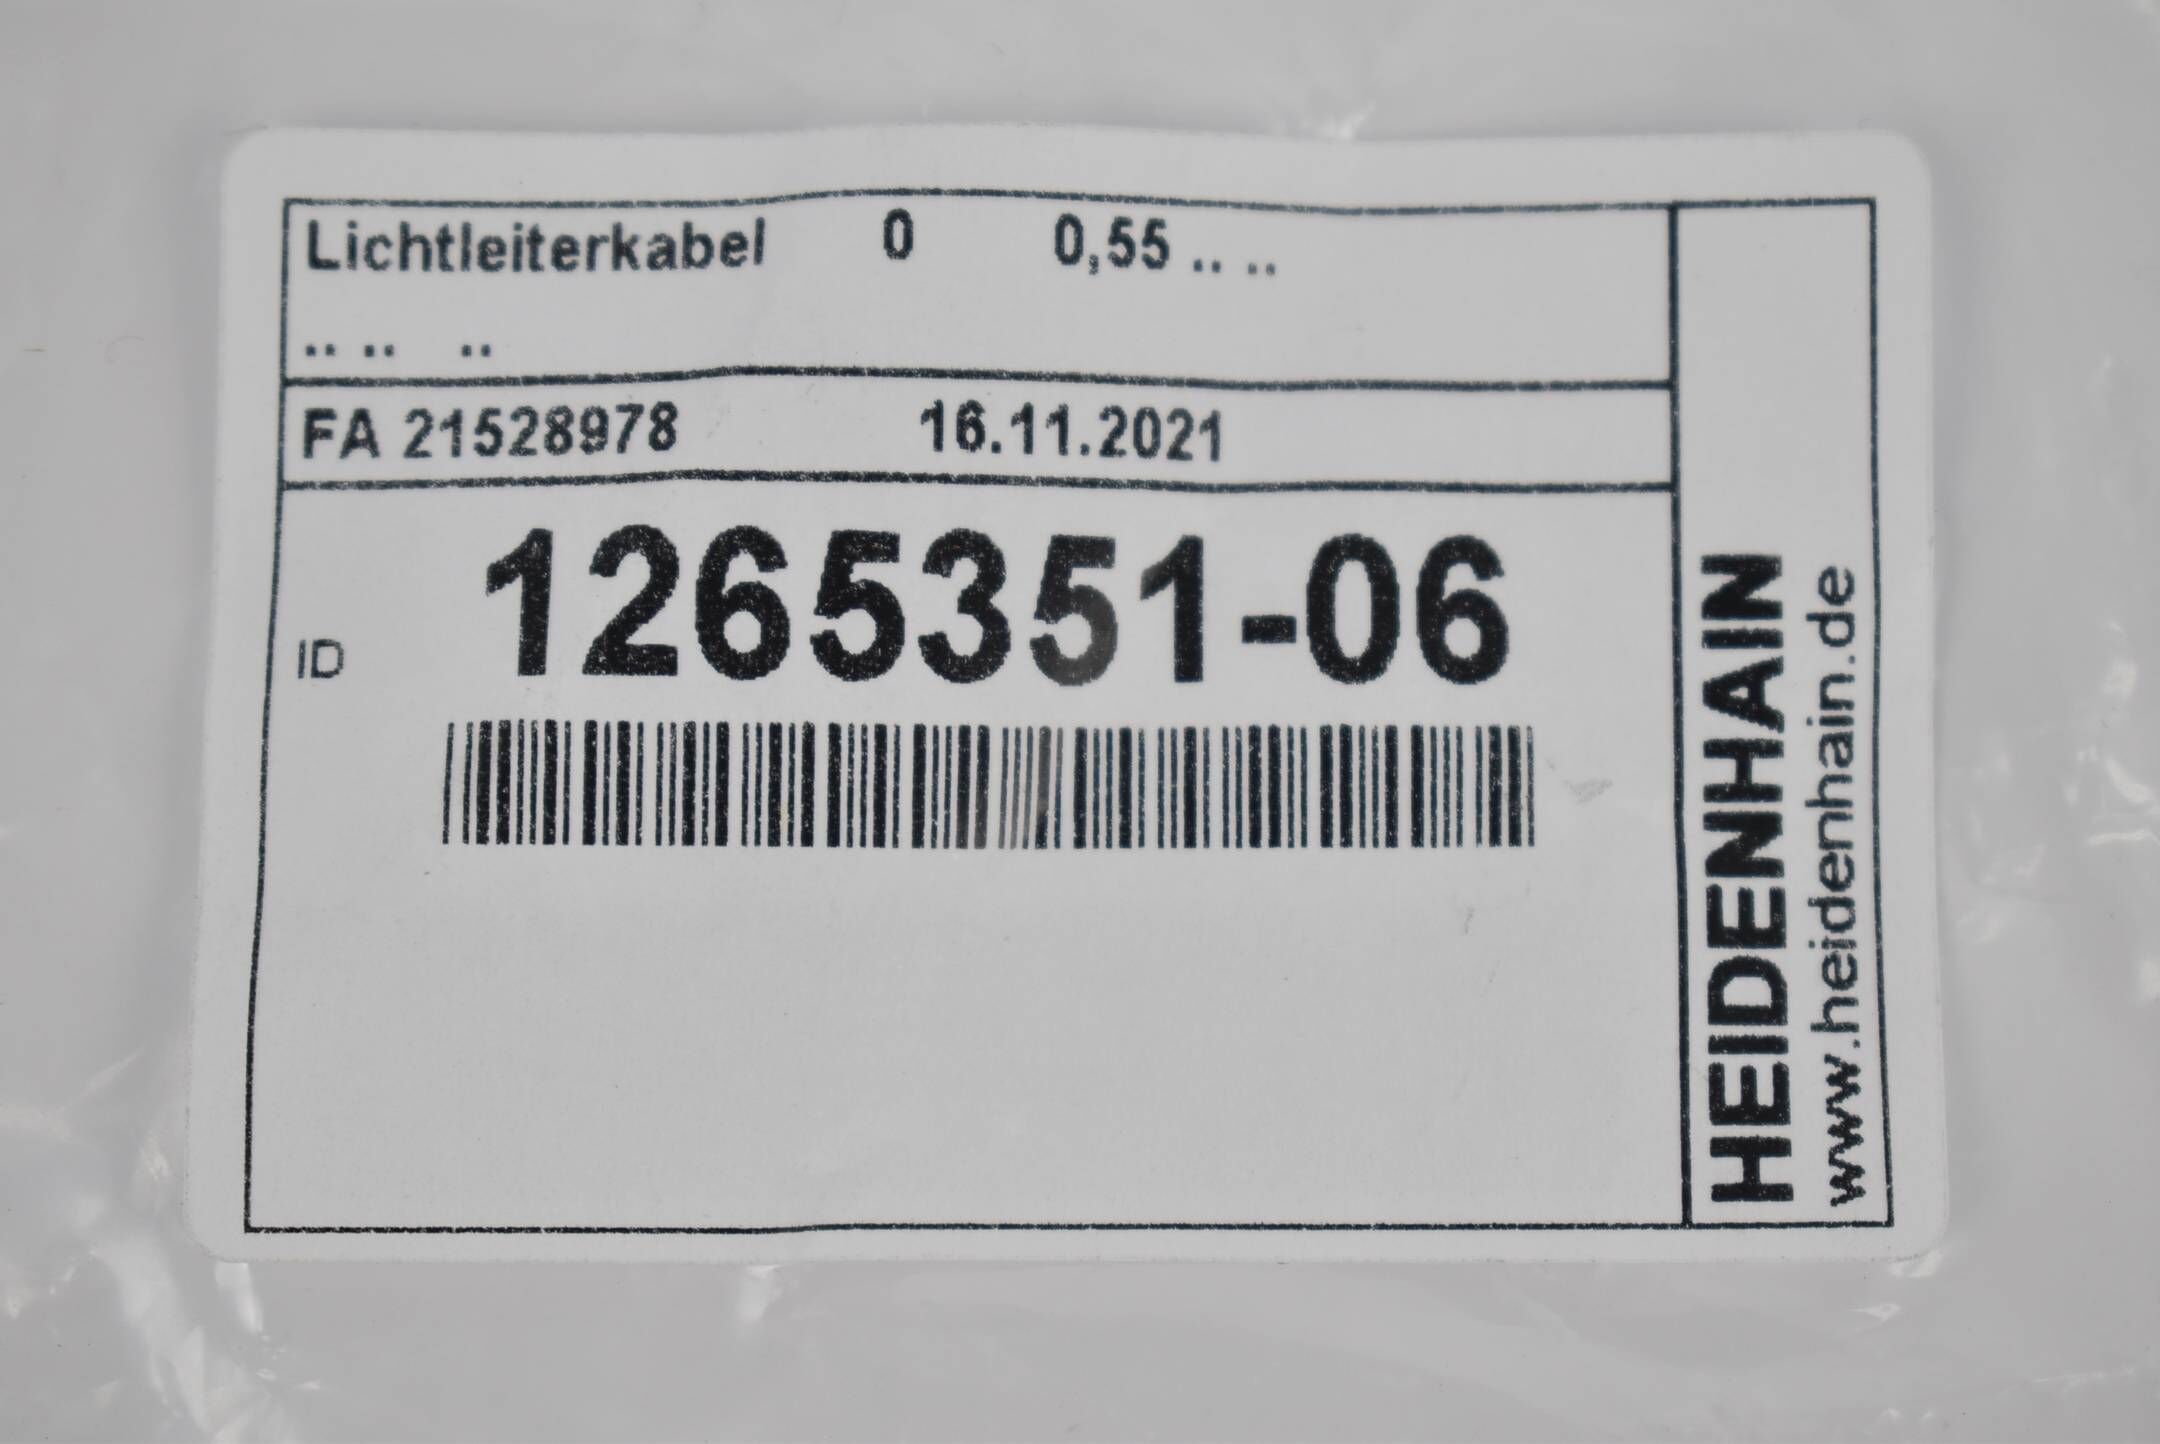 Lichtleiterkabel 0 0,55 .. ..
.. .. ..
FA 21528978 16.11.2021
ID 1265351-06
HEIDENHAIN
www.heidenhain.de